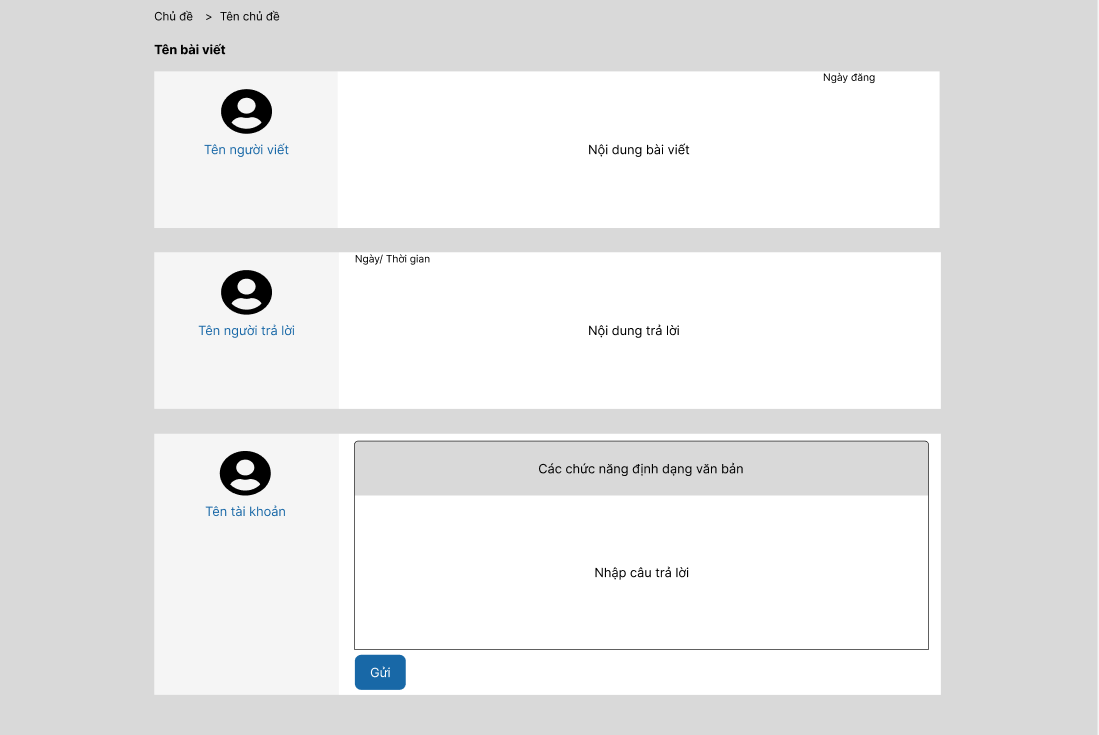 Chủ đề > Tên chủ đề
Tên bài viết
Ngày đăng
Tên người viết
Nội dung bài viết
Ngày/ Thời gian
Tên người trả lời
Nội dung trả lời
Các chức năng định dạng văn bản
Tên tài khoản
Nhập câu trả lời
Gửi